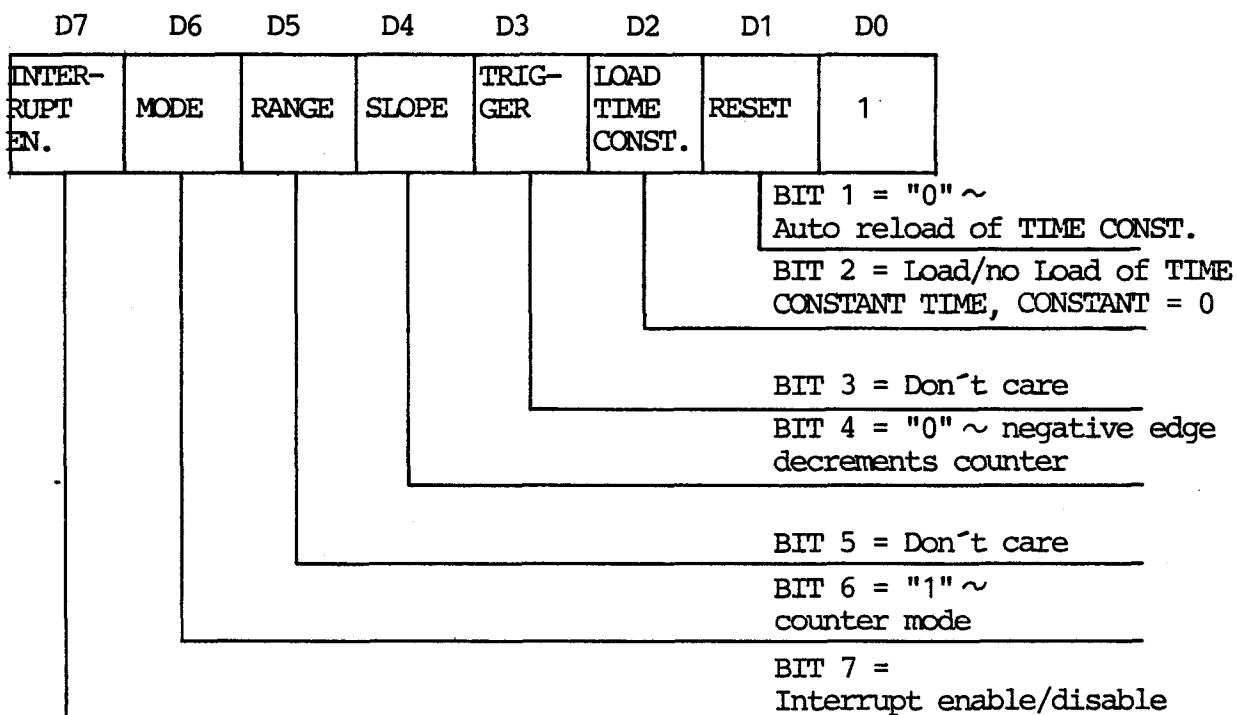 D7 D6 D5 D4 D3 D2 D1 D0
INTER-
RUPT
EN.
MODE
RANGE
SLOPE
TRIG-
GER
LOAD
TIME
CONST.
RESET
1
BIT 1 = "0" ~
Auto reload of TIME CONST.
BIT 2 = Load/no Load of TIME
CONSTANT TIME, CONSTANT = 0
BIT 3 = Don´t care
BIT 4 = "0" ~ negative edge
decrements counter
BIT 5 = Don´t care
BIT 6 = "1" ~
counter mode
BIT 7 =
Interrupt enable/disable